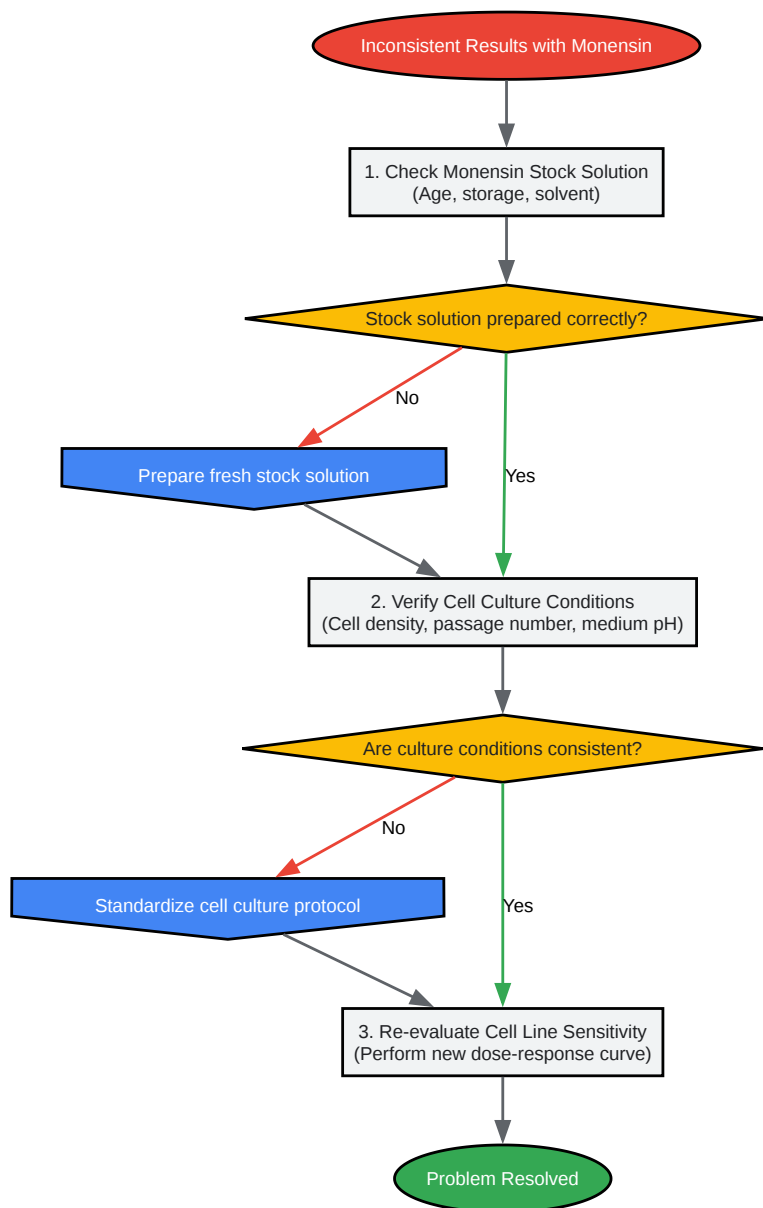 Inconsistent Results with Monensin
1. Check Monensin Stock Solution
(Age, storage, solvent)
Stock solution prepared correctly?
No
Prepare fresh stock solution
Yes
2. Verify Cell Culture Conditions
(Cell density, passage number, medium pH)
Are culture conditions consistent?
No
Standardize cell culture protocol
Yes
3. Re-evaluate Cell Line Sensitivity
(Perform new dose-response curve)
Problem Resolved